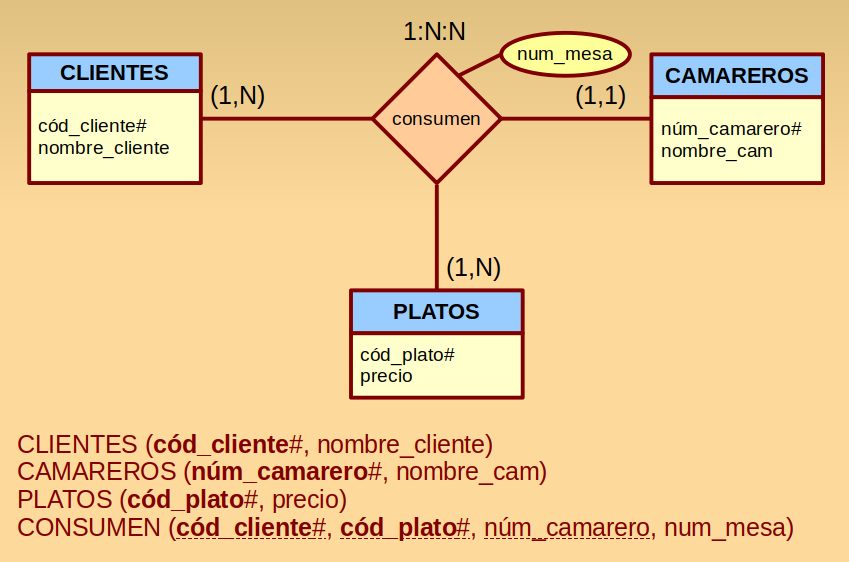 1:N:N
num_mesa
CLIENTES
cód_cliente#
nombre_cliente
(1,N)
consumen
(1,1)
CAMAREROS
núm_camarero#
nombre_cam
(1,N)
PLATOS
cód_plato#
precio
CLIENTES (cód_cliente#, nombre_cliente)
CAMAREROS (núm_camarero#, nombre_cam)
PLATOS (cód_plato#, precio)
CONSUMEN (cód_cliente#, cód_plato#, núm_camarero, num_mesa)